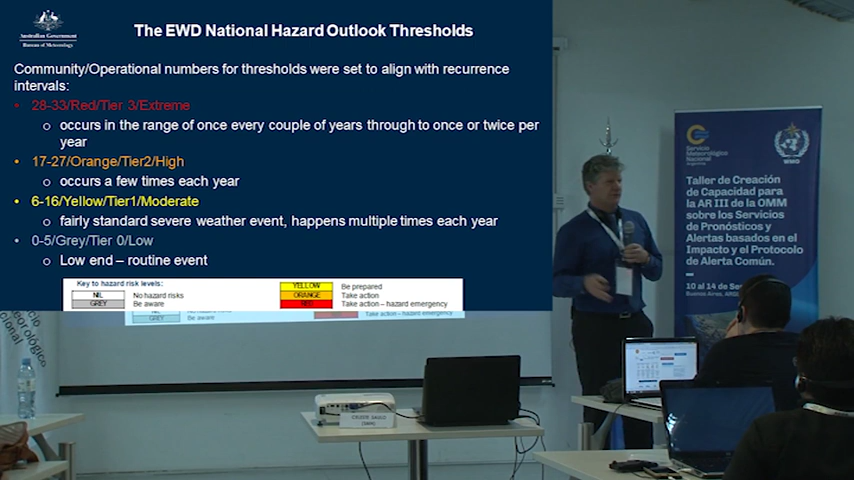 Australian Government
Bureau of Meteorology
The EWD National Hazard Outlook Thresholds
Community/Operational numbers for thresholds were set to align with recurrence
intervals:
• 28-33/Red/Tier 3/Extreme
o occurs in the range of once every couple of years through to once or twice per
year
• 17-27/Orange/Tier2/High
o occurs a few times each year
• 6-16/Yellow/Tier1/Moderate
o fairly standard severe weather event, happens multiple times each year
• 0-5/Grey/Tier 0/Low
o Low end – routine event
Key to hazard risk levels:
NIL No hazard risks
GREY Be aware
YELLOW Be prepared
ORANGE Take action
RED Take action – hazard emergency
GREY Be aware
Take action – hazard emergency
Servicio
Meteorológico
Nacional
Argentina
WMO
Taller de Creación
de Capacidad para
la AR III de la OMM
sobre los Servicios
de Pronósticos y
Alertas basados en el
Impacto y el Protocolo
de Alerta Común.
10 al 14 de
Buenos Aires,